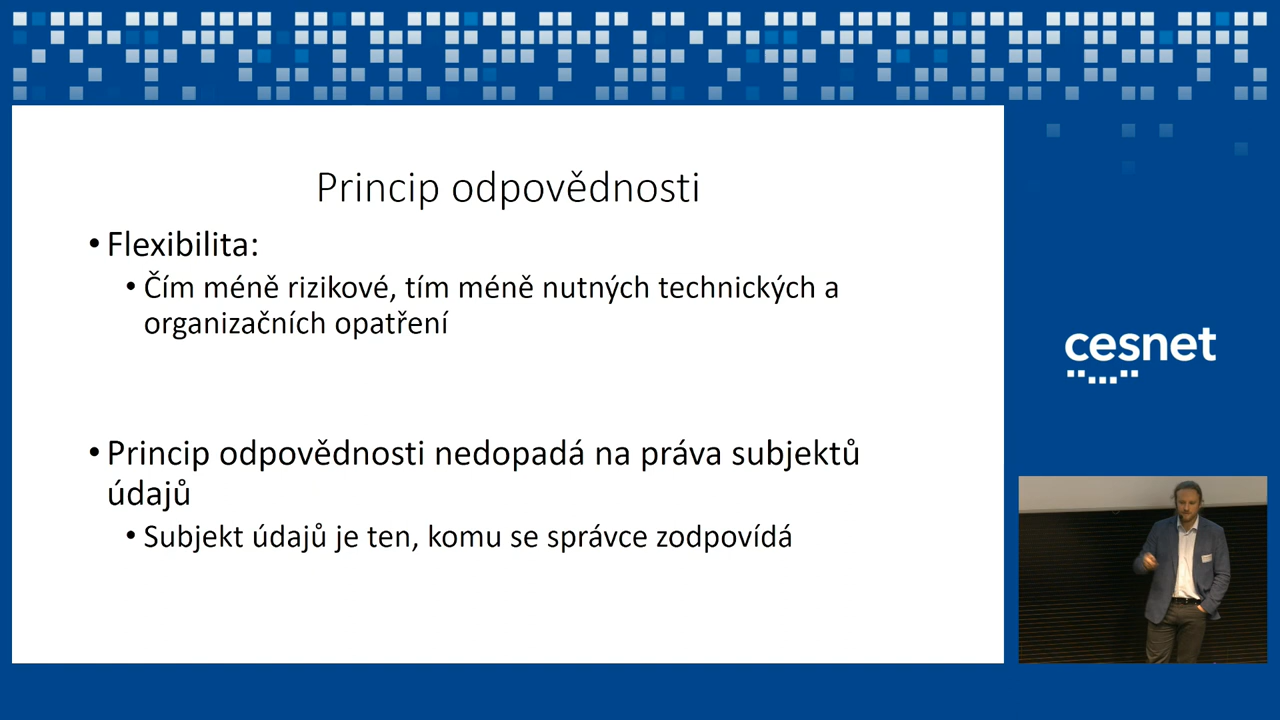 Princip odpovědnosti
• Flexibilita:
• Čím méně rizikové, tím méně nutných technických a
organizačních opatření
• Princip odpovědnosti nedopadá na práva subjektů
údajů
• Subjekt údajů je ten, komu se správce zodpovídá
cesnet